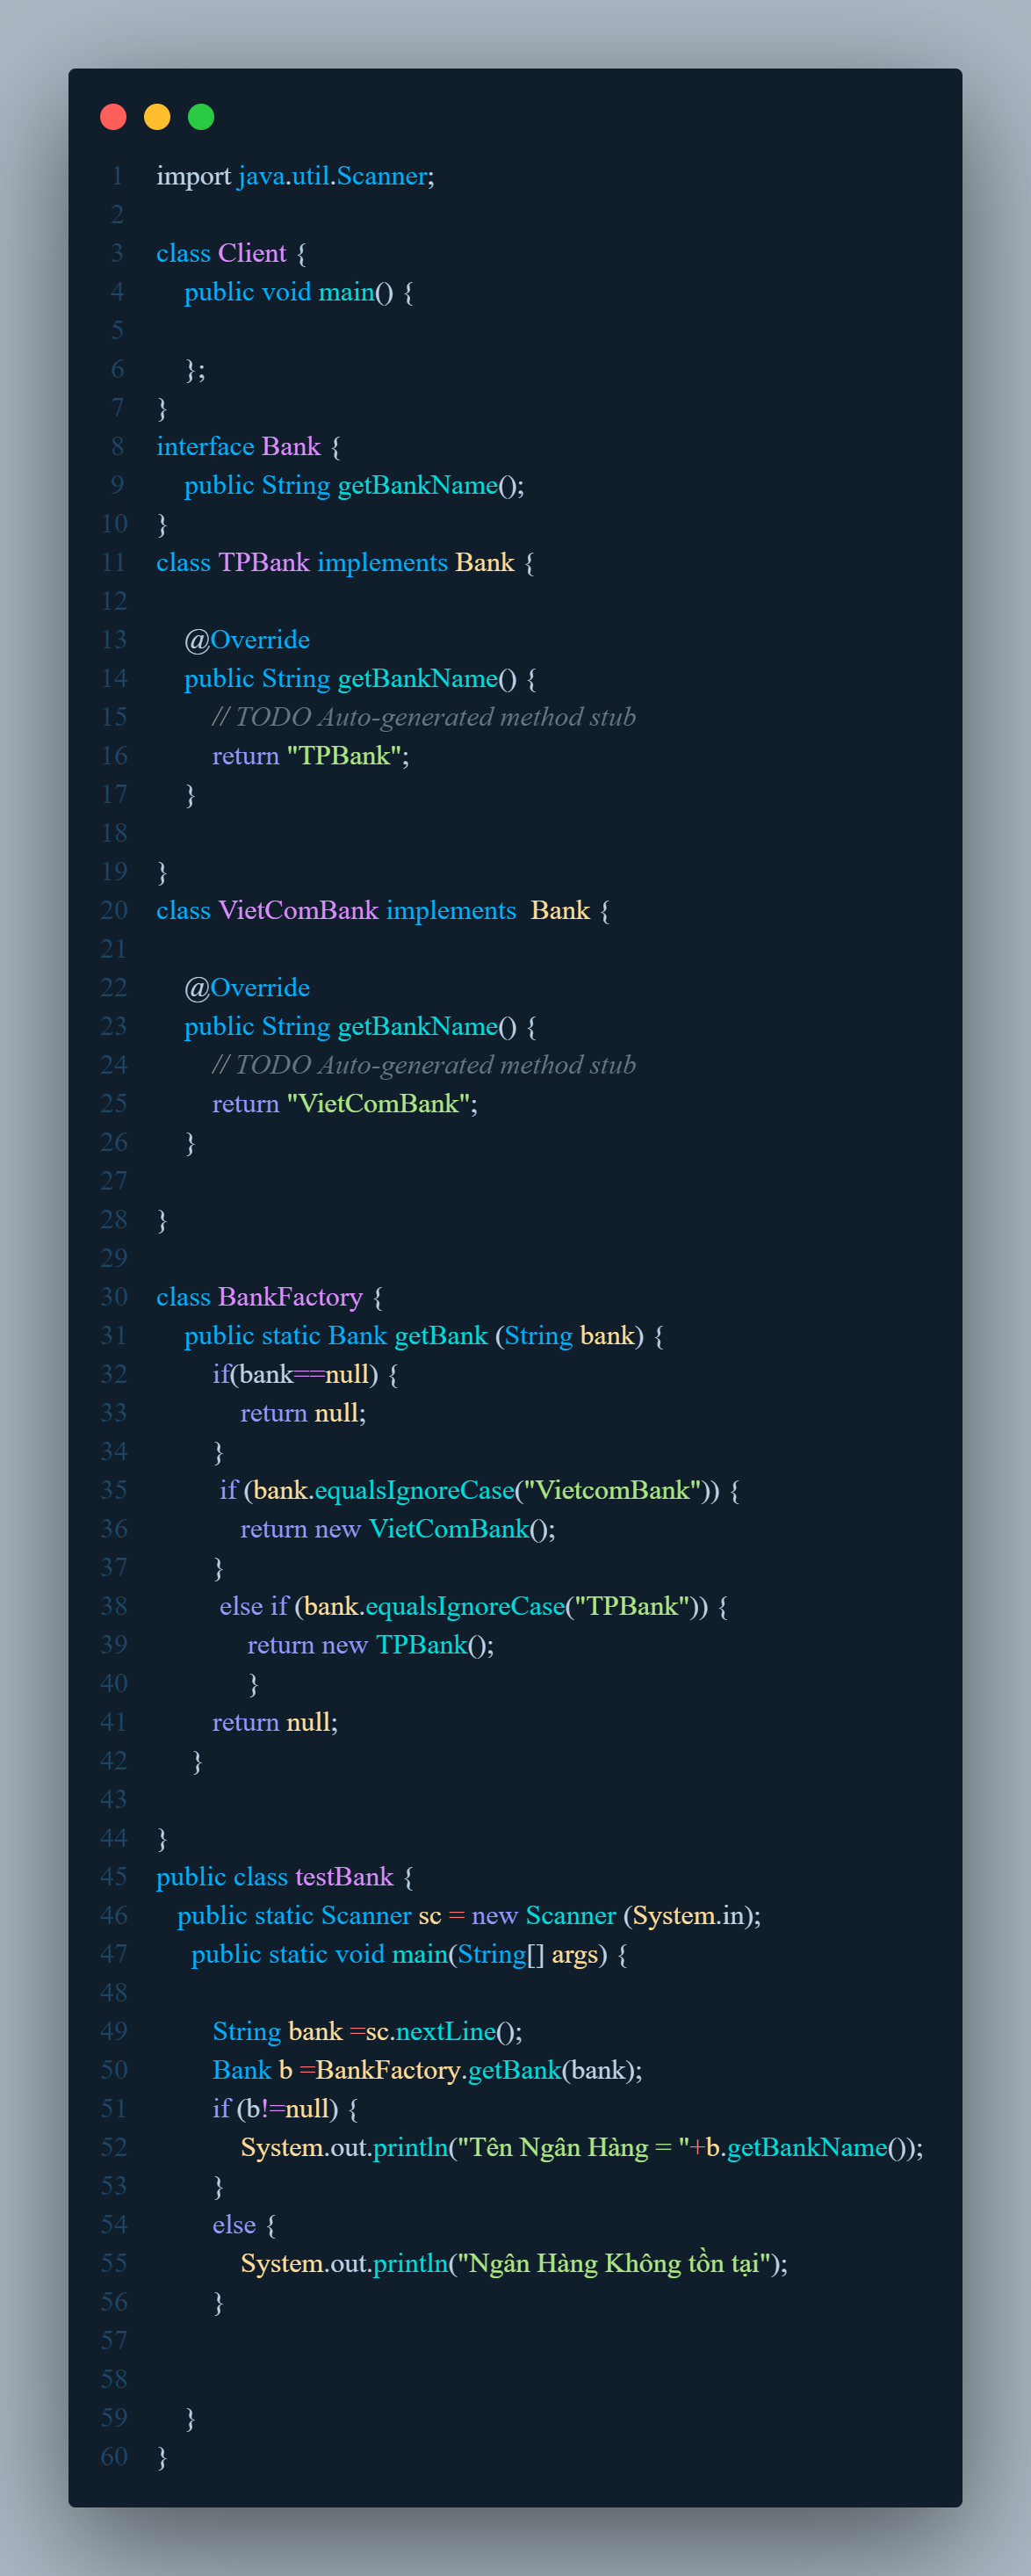 1 import java.util.Scanner;
2
3 class Client {
4     public void main() {
5
6     };
7 }
8 interface Bank {
9     public String getBankName();
10 }
11 class TPBank implements Bank {
12
13     @Override
14     public String getBankName() {
15         // TODO Auto-generated method stub
16         return "TPBank";
17     }
18
19 }
20 class VietComBank implements  Bank {
21
22     @Override
23     public String getBankName() {
24         // TODO Auto-generated method stub
25         return "VietComBank";
26     }
27
28 }
29
30 class BankFactory {
31     public static Bank getBank (String bank) {
32         if(bank==null) {
33             return null;
34         }
35          if (bank.equalsIgnoreCase("VietcomBank")) {
36             return new VietComBank();
37         }
38          else if (bank.equalsIgnoreCase("TPBank")) {
39              return new TPBank();
40              }
41         return null;
42      }
43
44 }
45 public class testBank {
46    public static Scanner sc = new Scanner (System.in);
47      public static void main(String[] args) {
48
49         String bank =sc.nextLine();
50         Bank b =BankFactory.getBank(bank);
51         if (b!=null) {
52             System.out.println("Tên Ngân Hàng = "+b.getBankName());
53         }
54         else {
55             System.out.println("Ngân Hàng Không tồn tại");
56         }
57
58
59     }
60 }